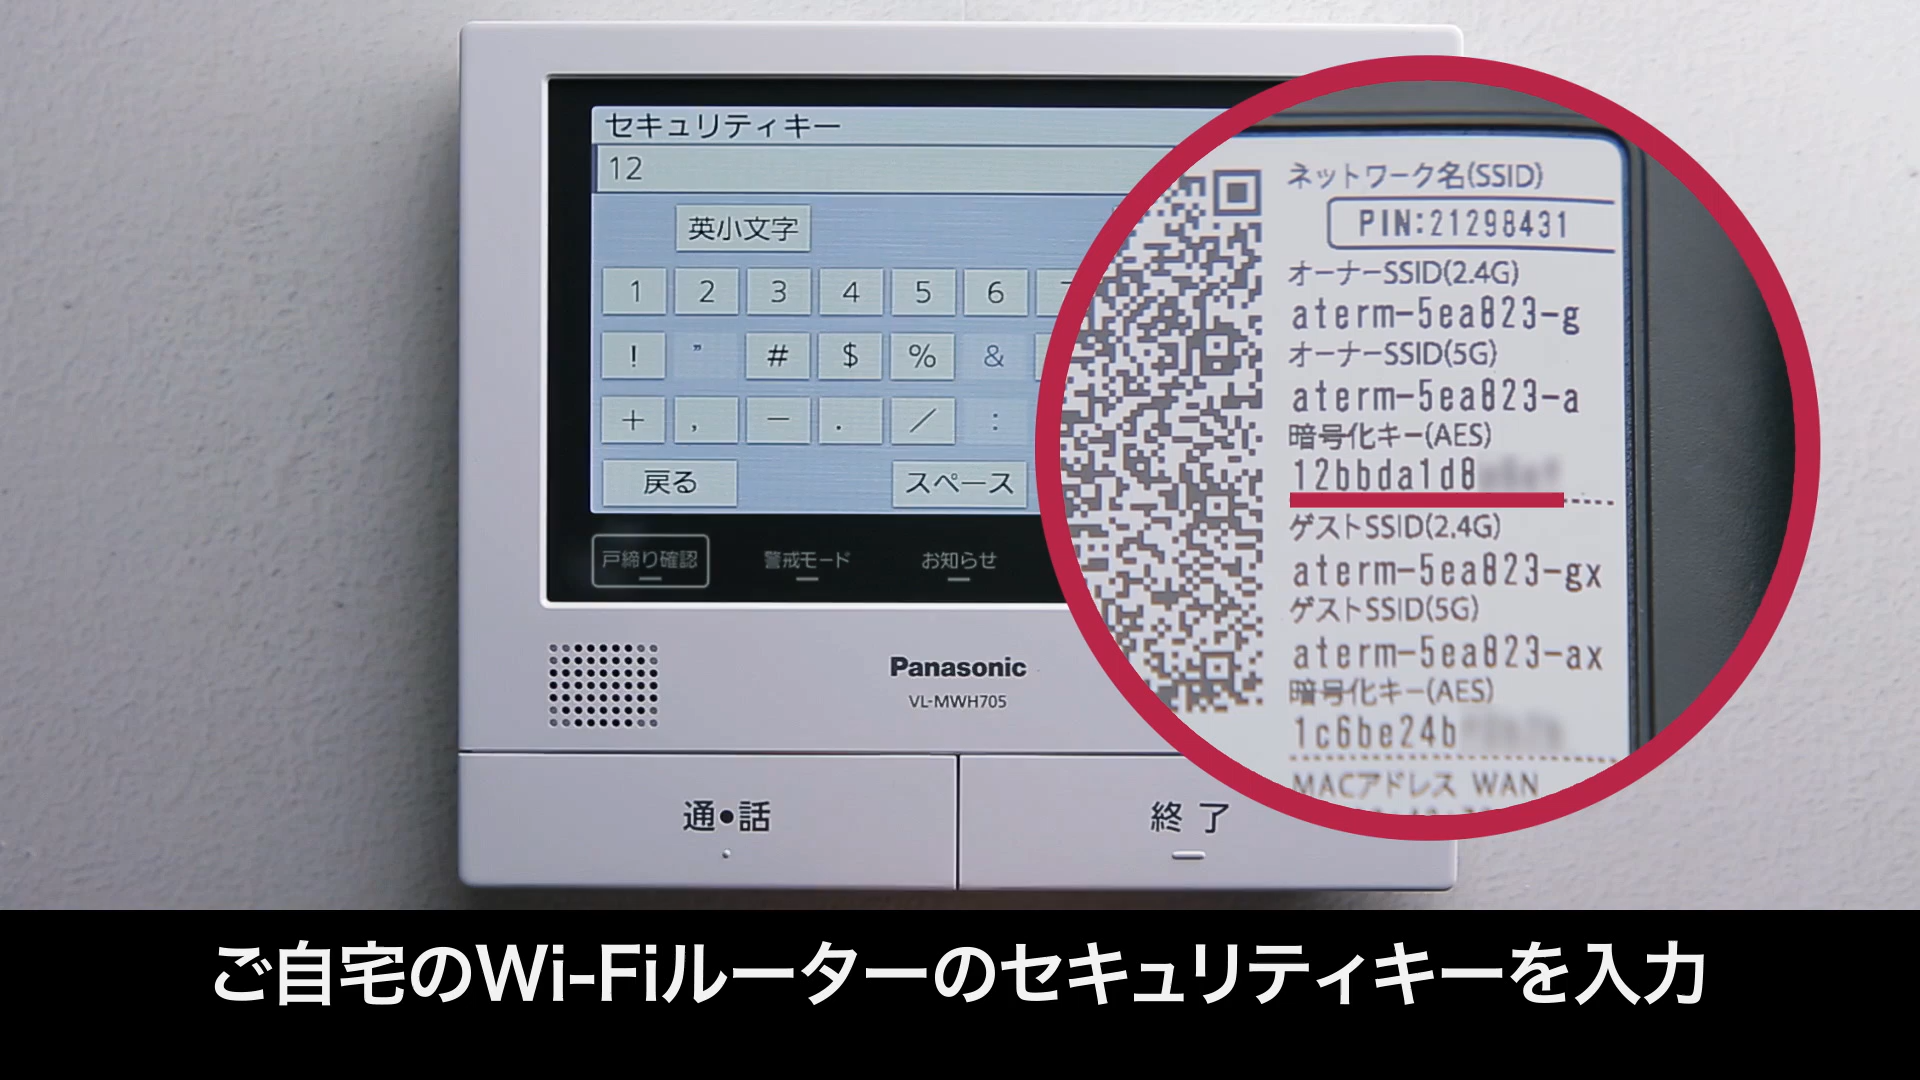 セキュリティキー
12
英小文字
1 2 3 4 5 6 7
! ” # $ % &
+ , − . ／ :
戻る スペース
戸締り確認 警戒モード お知らせ
Panasonic
VL-MWH705
通・話 終了
ネットワーク名(SSID)
PIN:21298431
オーナーSSID(2.4G)
aterm-5ea823-g
オーナーSSID(5G)
aterm-5ea823-a
暗号化キー(AES)
12bbda1d8
ゲストSSID(2.4G)
aterm-5ea823-gx
ゲストSSID(5G)
aterm-5ea823-ax
暗号化キー(AES)
1c6be24b
MACアドレス WAN
ご自宅のWi-Fiルーターのセキュリティキーを入力